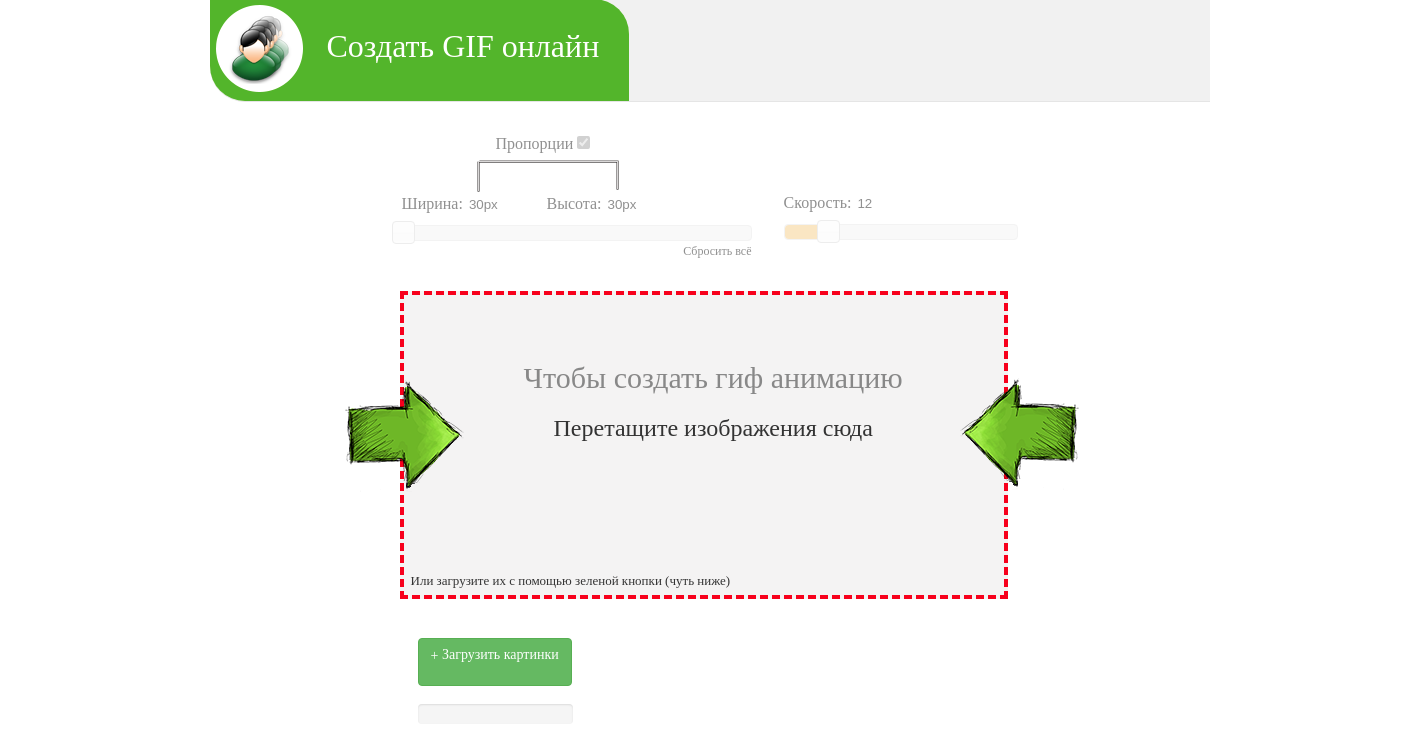 Создать GIF онлайн
Пропорции
Ширина: 30px Высота: 30px Скорость: 12
Сбросить всё
Чтобы создать гиф анимацию
Перетащите изображения сюда
Или загрузите их с помощью зеленой кнопки (чуть ниже)
+ Загрузить картинки